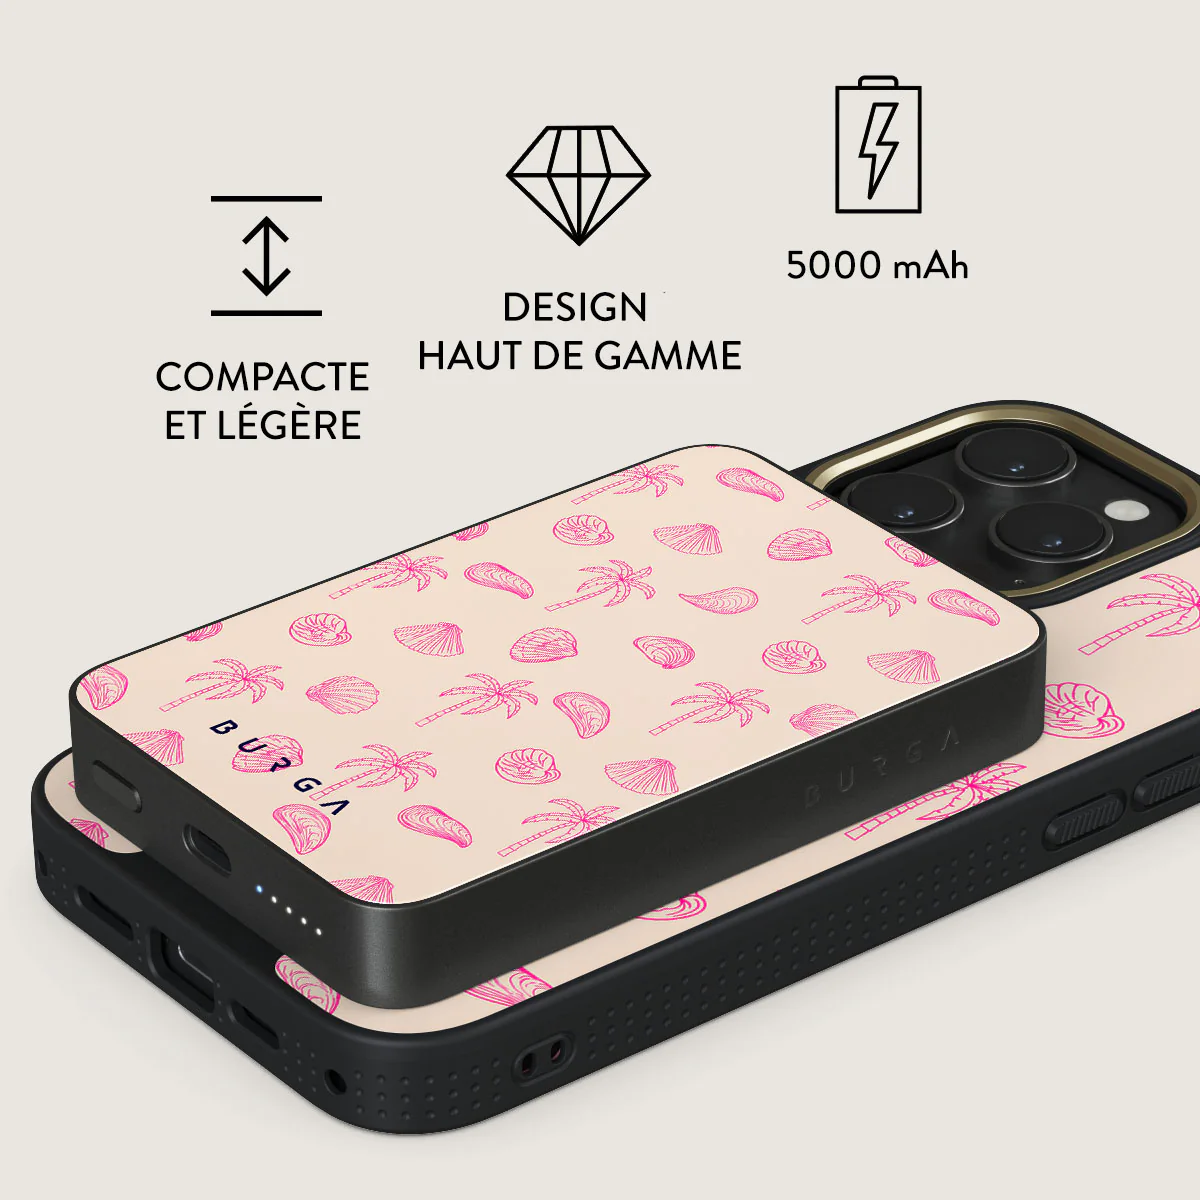 COMPACTE
ET LÉGÈRE
DESIGN
HAUT DE GAMME
5000 mAh
BURGA
BURGA